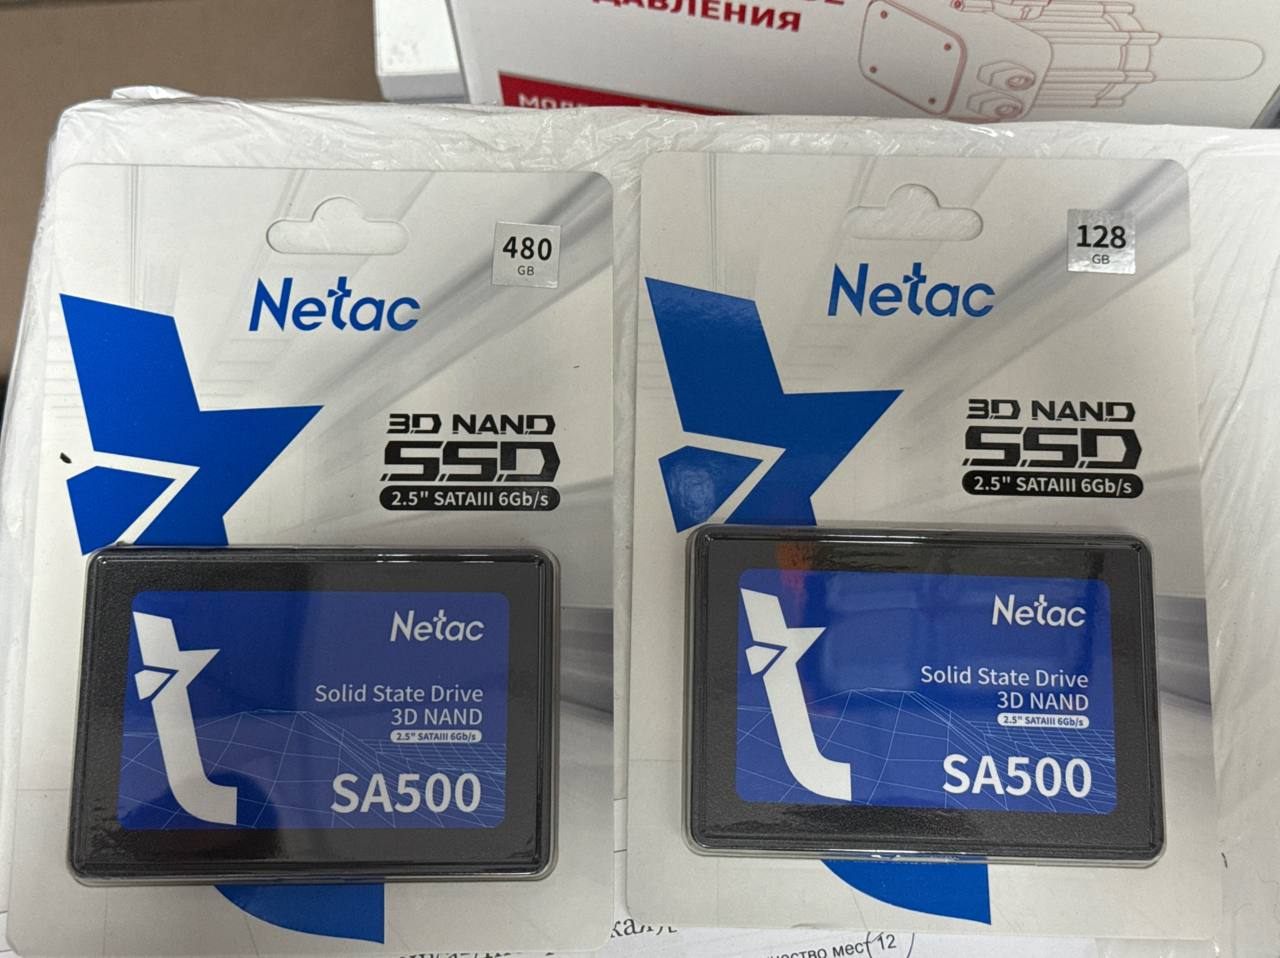 ДАВЛЕНИЯ
480
GB
Netac
3D NAND
SSD
2.5" SATAIII 6Gb/s
Netac
Solid State Drive
3D NAND
2.5" SATAIII 6Gb/s
SA500
128
GB
Netac
3D NAND
SSD
2.5" SATAIII 6Gb/s
Netac
Solid State Drive
3D NAND
2.5" SATAIII 6Gb/s
SA500
мест 12